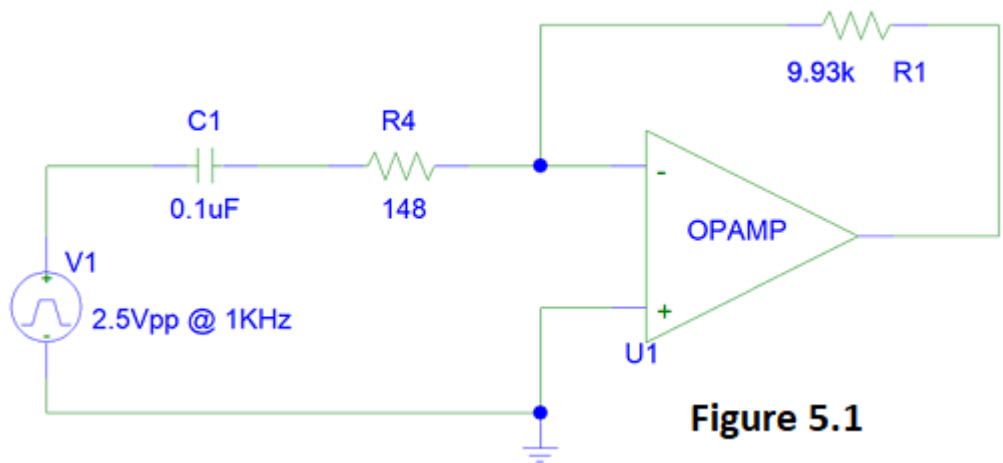 9.93k R1
C1
R4
0.1uF
148
-
OPAMP
V1
+
2.5Vpp @ 1KHz
-
+
U1
Figure 5.1